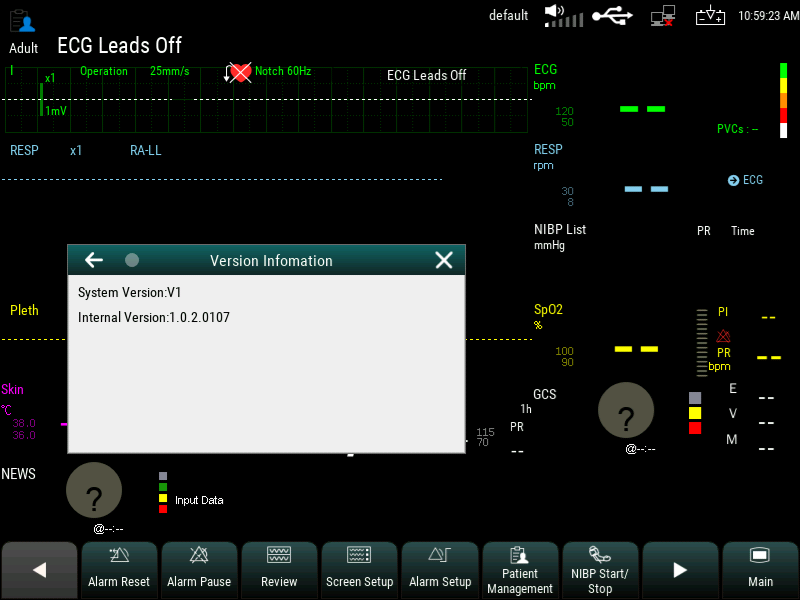 default
10:59:23 AM
Adult
ECG Leads Off
I
x1
Operation
25mm/s
Notch 60Hz
ECG Leads Off
1mV
ECG
bpm
120
50
PVCs : --
RESP
x1
RA-LL
RESP
rpm
30
8
-- --
ECG
NIBP List
mmHg
PR
Time
Version Infomation
System Version:V1
Internal Version:1.0.2.0107
Pleth
SpO2
%
100
90
-- --
PI
--
PR
bpm
--
Skin
℃
38.0
36.0
115
70
1h
PR
--
GCS
?
@--:--
E
--
V
--
M
--
NEWS
?
@--:--
Input Data
Alarm Reset
Alarm Pause
Review
Screen Setup
Alarm Setup
Patient
Management
NIBP Start/
Stop
Main